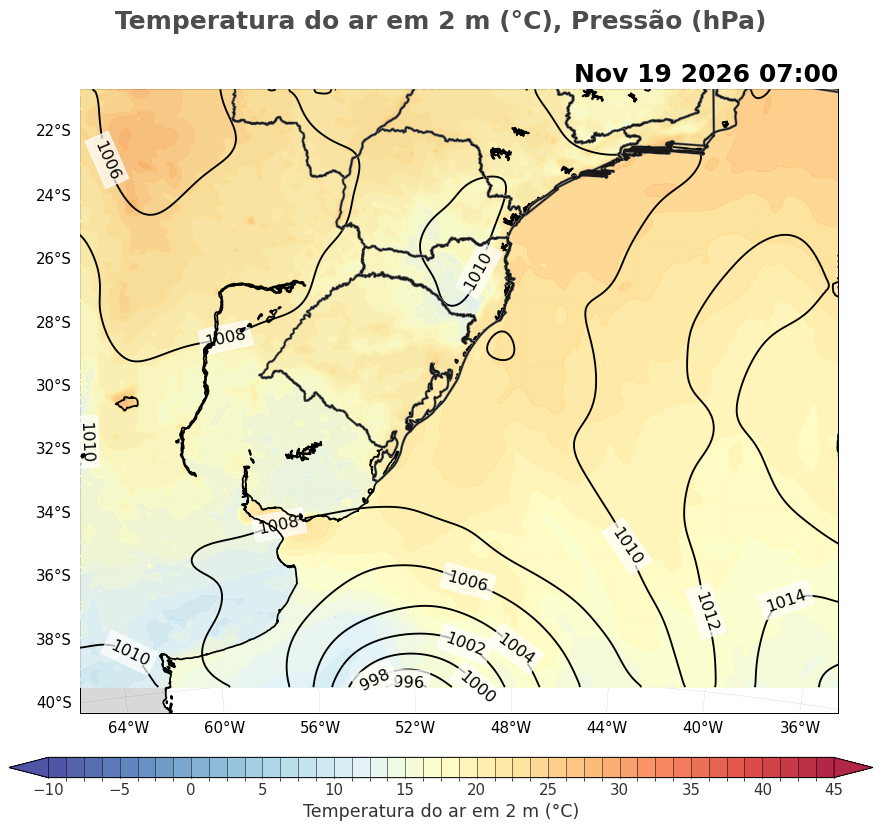 Temperatura do ar em 2 m (°C), Pressão (hPa)
Nov 19 2026 07:00
22°S
24°S
26°S
28°S
30°S
32°S
34°S
36°S
38°S
40°S
1006
1010
1008
1010
1008
1010
1006
1014
1012
1002
1004
1010
998
996
1000
64°W
60°W
56°W
52°W
48°W
44°W
40°W
36°W
−10
−5
0
5
10
15
20
25
30
35
40
45
Temperatura do ar em 2 m (°C)